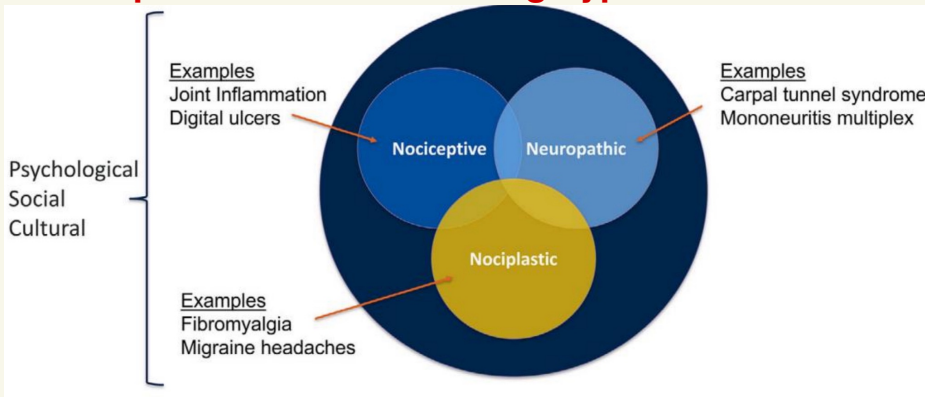 Examples
Joint Inflammation
Digital ulcers
Examples
Carpal tunnel syndrome
Mononeuritis multiplex
Nociceptive
Neuropathic
Psychological
Social
Cultural
Nociplastic
Examples
Fibromyalgia
Migraine headaches